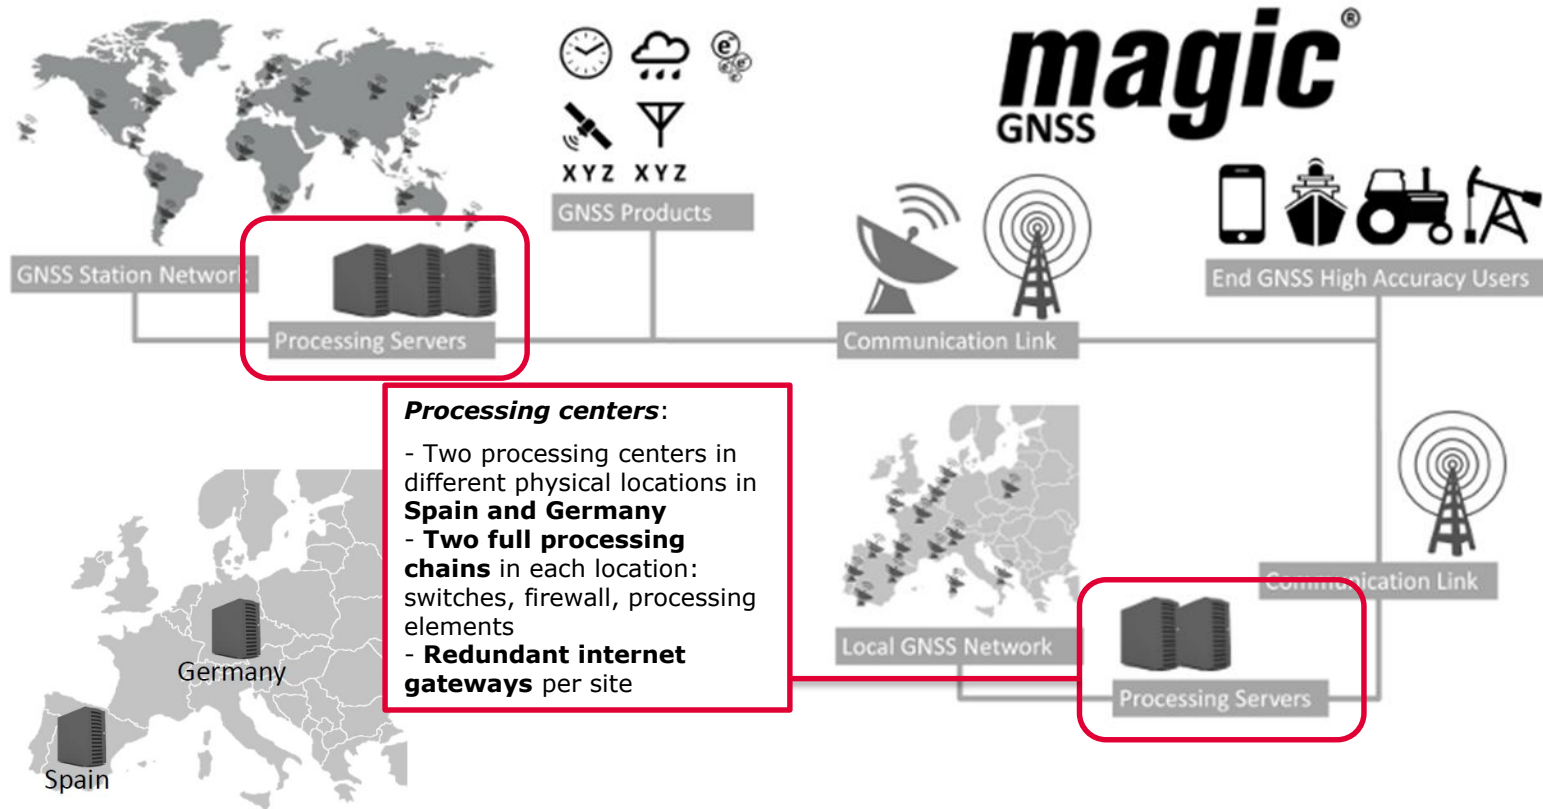 magic®
GNSS
X Y Z X Y Z
GNSS Products
GNSS Station Network
Processing Servers
Communication Link
End GNSS High Accuracy Users
Processing centers:
- Two processing centers in
different physical locations in
Spain and Germany
- Two full processing
chains in each location:
switches, firewall, processing
elements
- Redundant internet
gateways per site
Germany
Spain
Communication Link
Local GNSS Network
Processing Servers